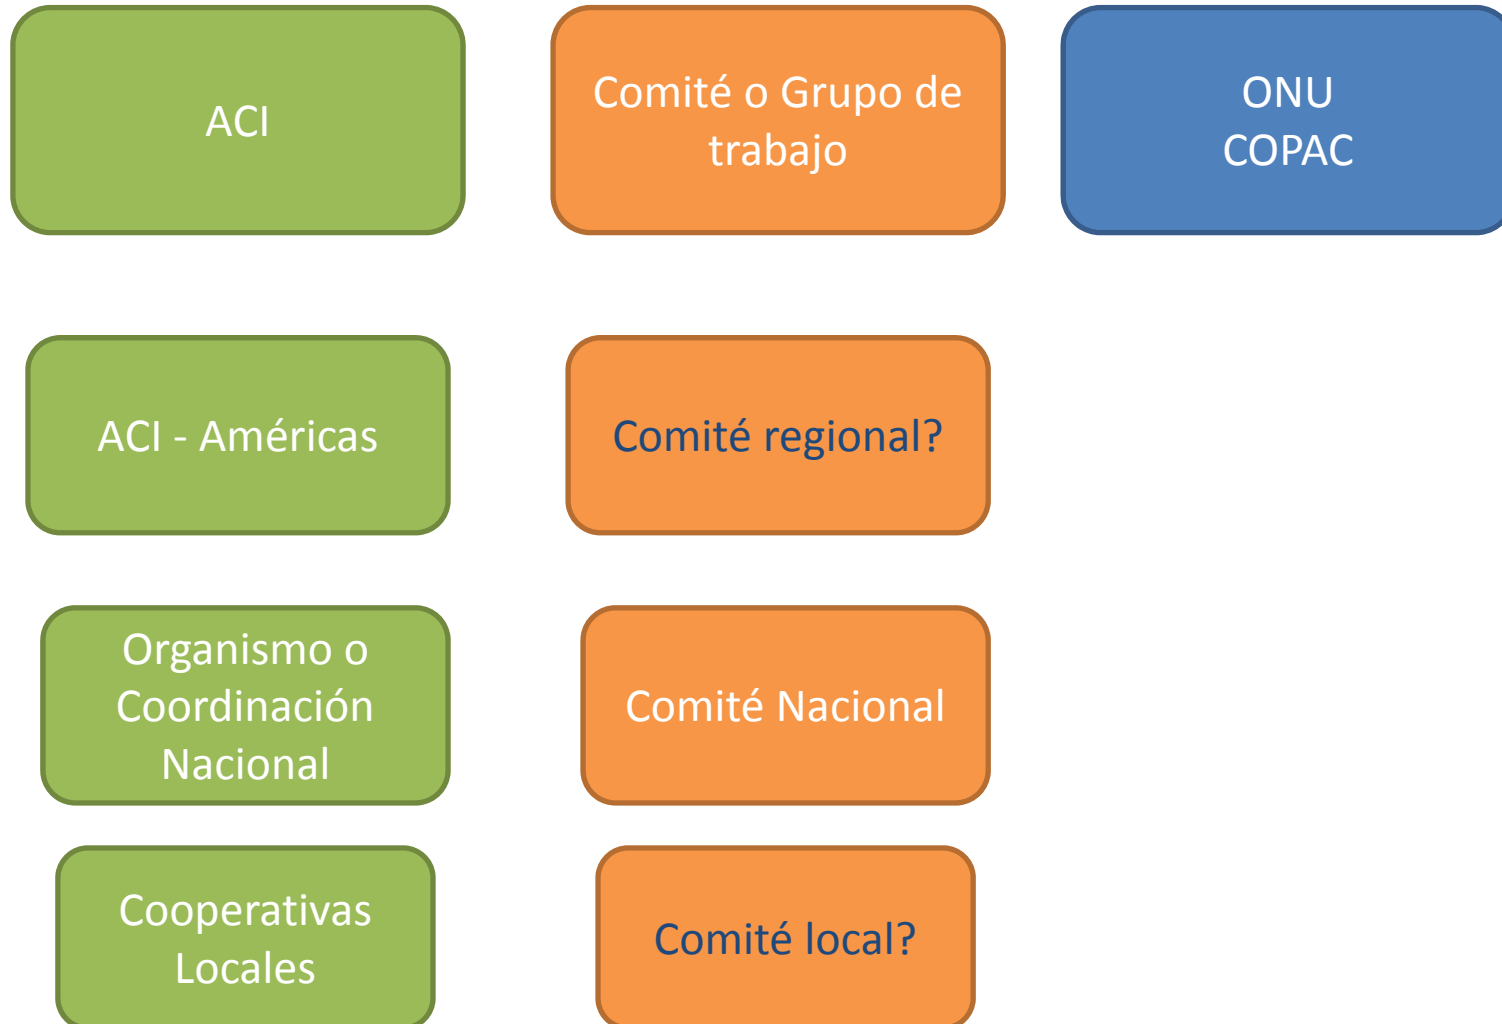 ACI
Comité o Grupo de
trabajo
ONU
COPAC
ACI - Américas
Comité regional?
Organismo o
Coordinación
Nacional
Comité Nacional
Cooperativas
Locales
Comité local?